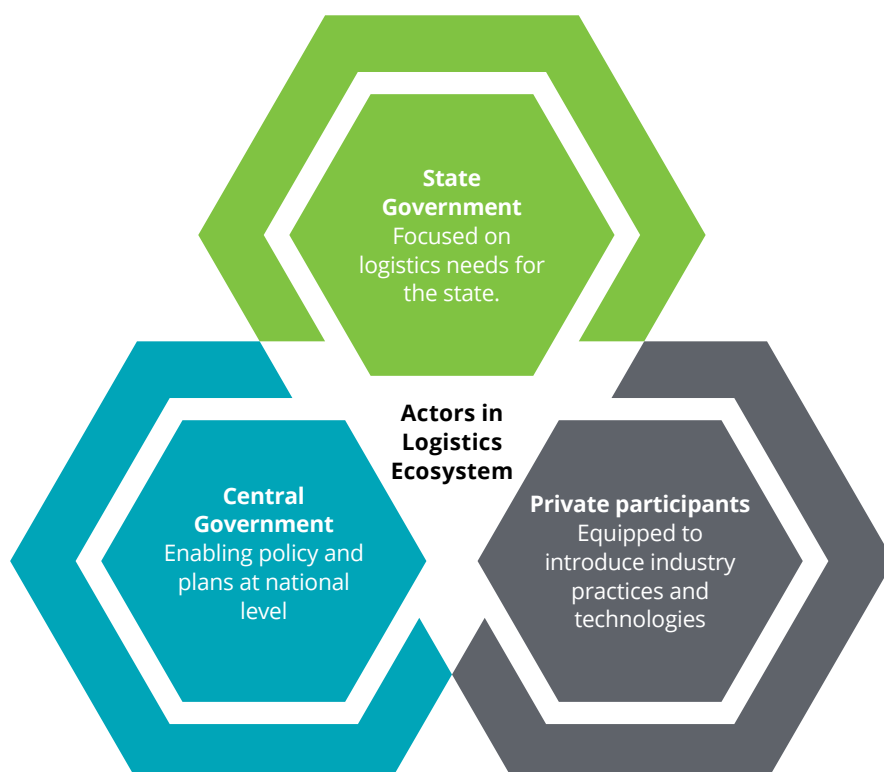 State
Government
Focused on
logistics needs for
the state.
Actors in
Logistics
Ecosystem
Central
Government
Enabling policy and
plans at national
level
Private participants
Equipped to
introduce industry
practices and
technologies